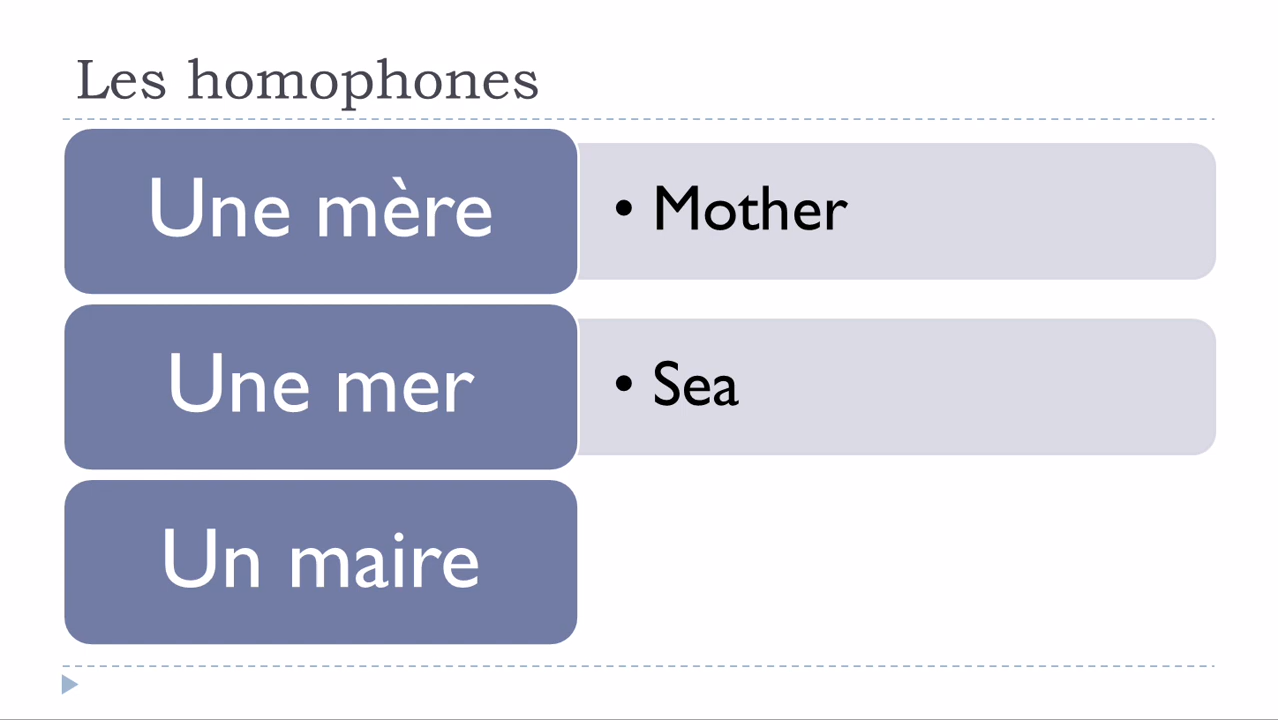 Les homophones
Une mère
• Mother
Une mer
• Sea
Un maire